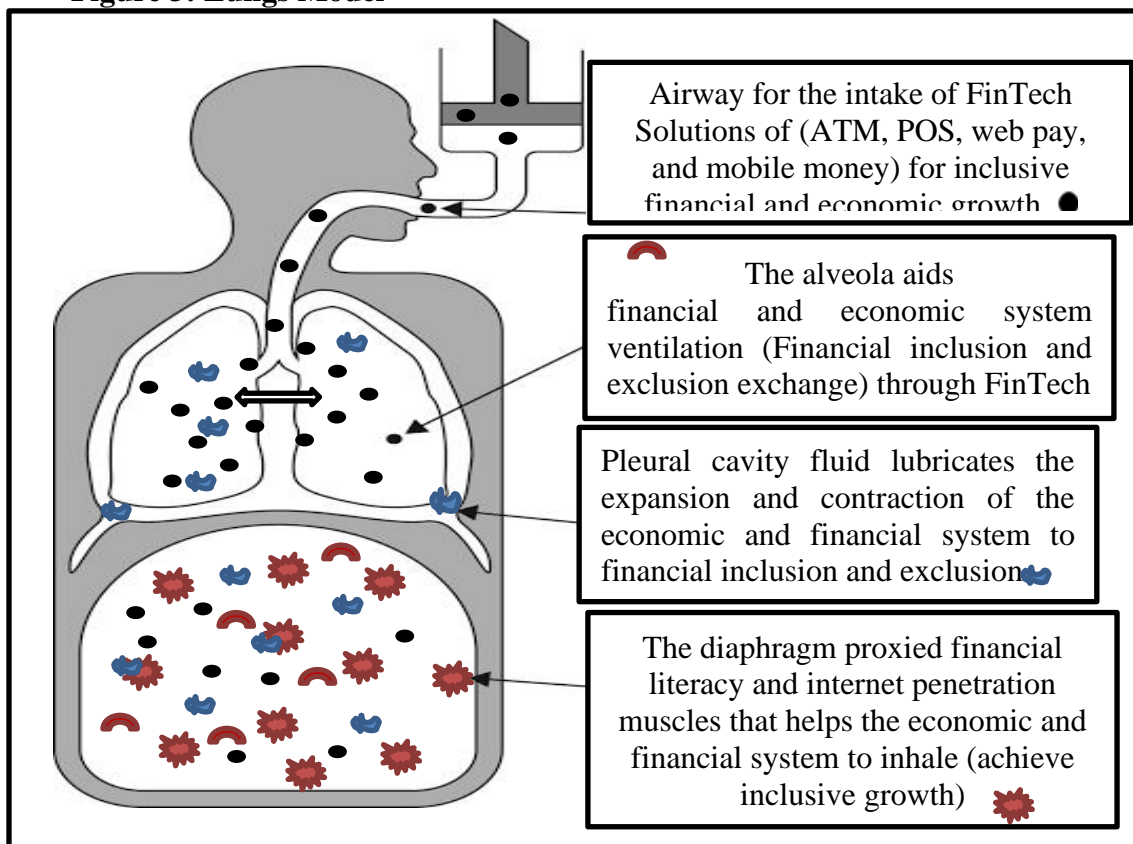 Figure 3: Lungs Model
Airway for the intake of FinTech
Solutions of (ATM, POS, web pay,
and mobile money) for inclusive
financial and economic growth
The alveola aids
financial and economic system
ventilation (Financial inclusion and
exclusion exchange) through FinTech
Pleural cavity fluid lubricates the
expansion and contraction of the
economic and financial system to
financial inclusion and exclusion
The diaphragm proxied financial
literacy and internet penetration
muscles that helps the economic and
financial system to inhale (achieve
inclusive growth)